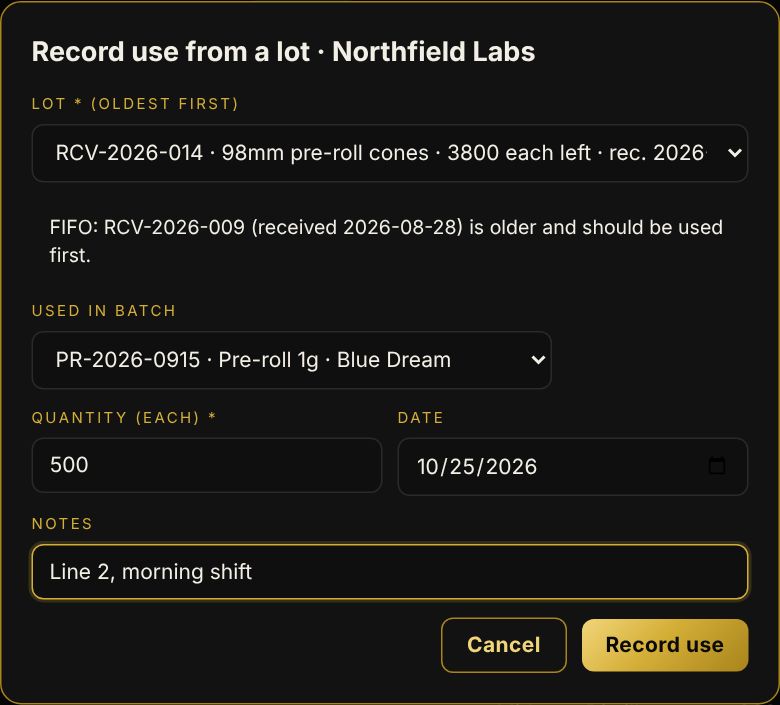 Record use from a lot · Northfield Labs
LOT * (OLDEST FIRST)
RCV-2026-014 · 98mm pre-roll cones · 3800 each left · rec. 2026
FIFO: RCV-2026-009 (received 2026-08-28) is older and should be used
first.
USED IN BATCH
PR-2026-0915 · Pre-roll 1g · Blue Dream
QUANTITY (EACH) *
DATE
500
10/25/2026
NOTES
Line 2, morning shift
Cancel
Record use